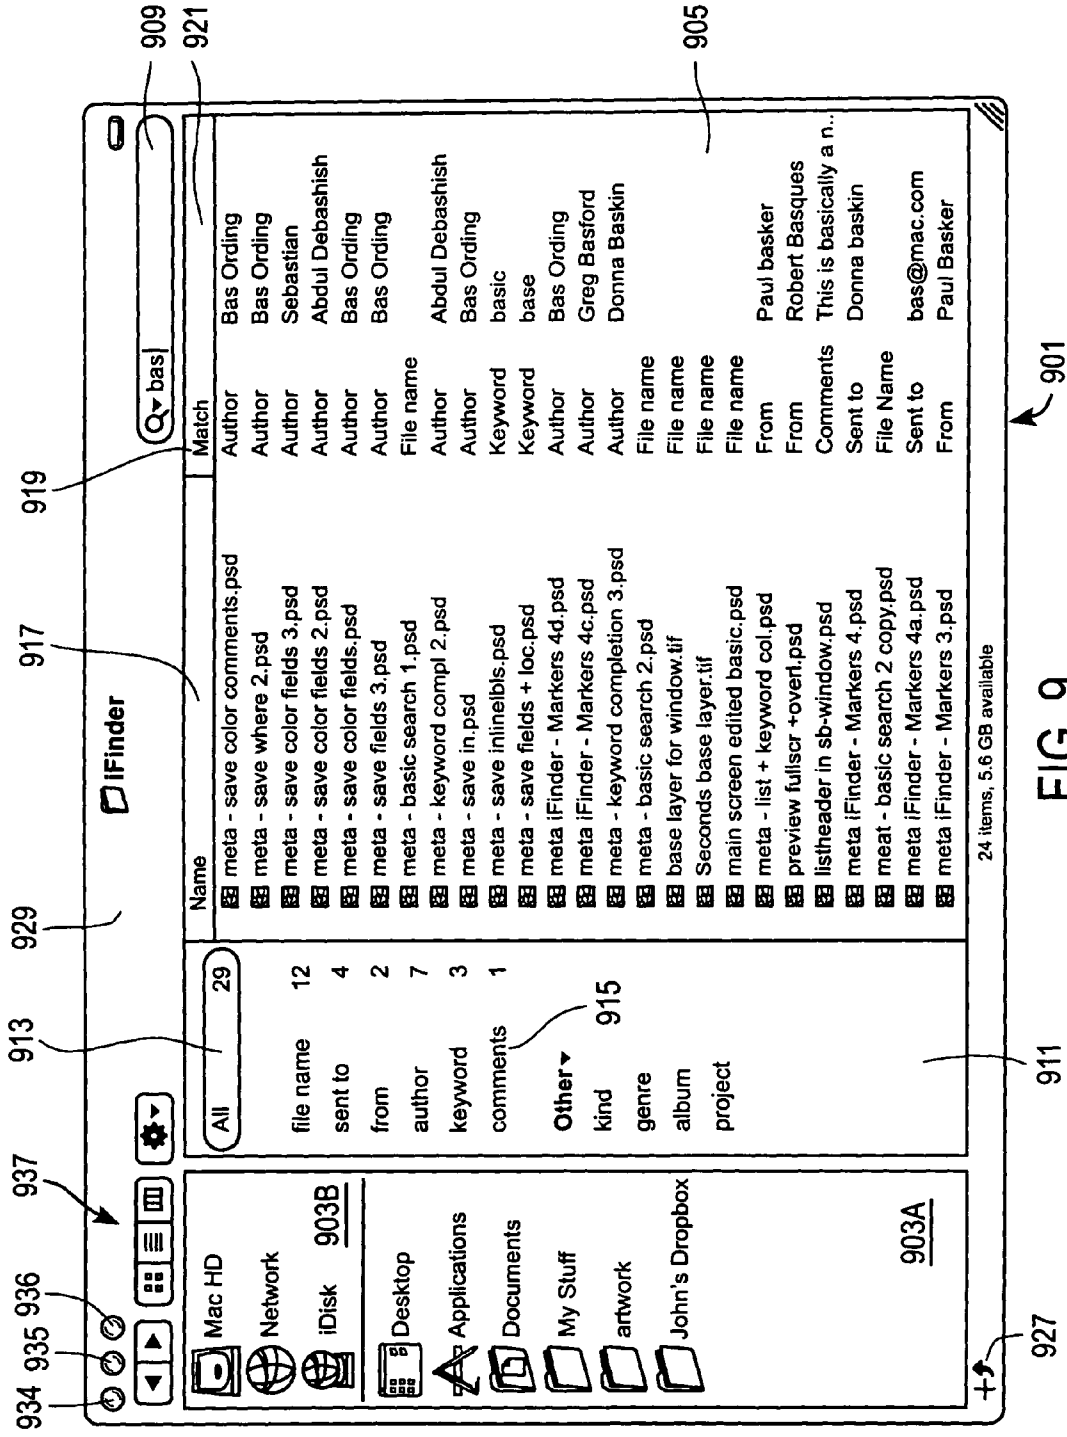 929
917
919
909
921
913
937
936
935
934
iFinder
bas
Name
Match
All 29
file name 12
sent to 4
from 2
author 7
keyword 3
comments 1
915
Other
kind
genre
album
project
911
Mac HD
Network
iDisk
903B
Desktop
Applications
Documents
My Stuff
artwork
John's Dropbox
903A
927
meta - save color comments.psd Author Bas Ording
meta - save where 2.psd Author Bas Ording
meta - save color fields 3.psd Author Sebastian
meta - save color fields 2.psd Author Abdul Debashish
meta - save color fields.psd Author Bas Ording
meta - save fields 3.psd Author Bas Ording
meta - basic search 1.psd File name
meta - keyword compl 2.psd Author Abdul Debashish
meta - save in.psd Author Bas Ording
meta - save inlinelbls.psd Keyword basic
meta - save fields + loc.psd Keyword base
meta iFinder - Markers 4d.psd Author Bas Ording
meta iFinder - Markers 4c.psd Author Greg Basford
meta - keyword completion 3.psd Author Donna Baskin
meta - basic search 2.psd File name
base layer for window.tif File name
Seconds base layer.tif File name
main screen edited basic.psd File name
meta - list + keyword col.psd From Paul basker
preview fullscr +overl.psd From Robert Basques
listheader in sb-window.psd Comments This is basically a n..
meta iFinder - Markers 4.psd Sent to Donna baskin
meat - basic search 2 copy.psd File Name
meta iFinder - Markers 4a.psd Sent to bas@mac.com
meta iFinder - Markers 3.psd From Paul Basker
24 items, 5.6 GB available
905
901
FIG 9